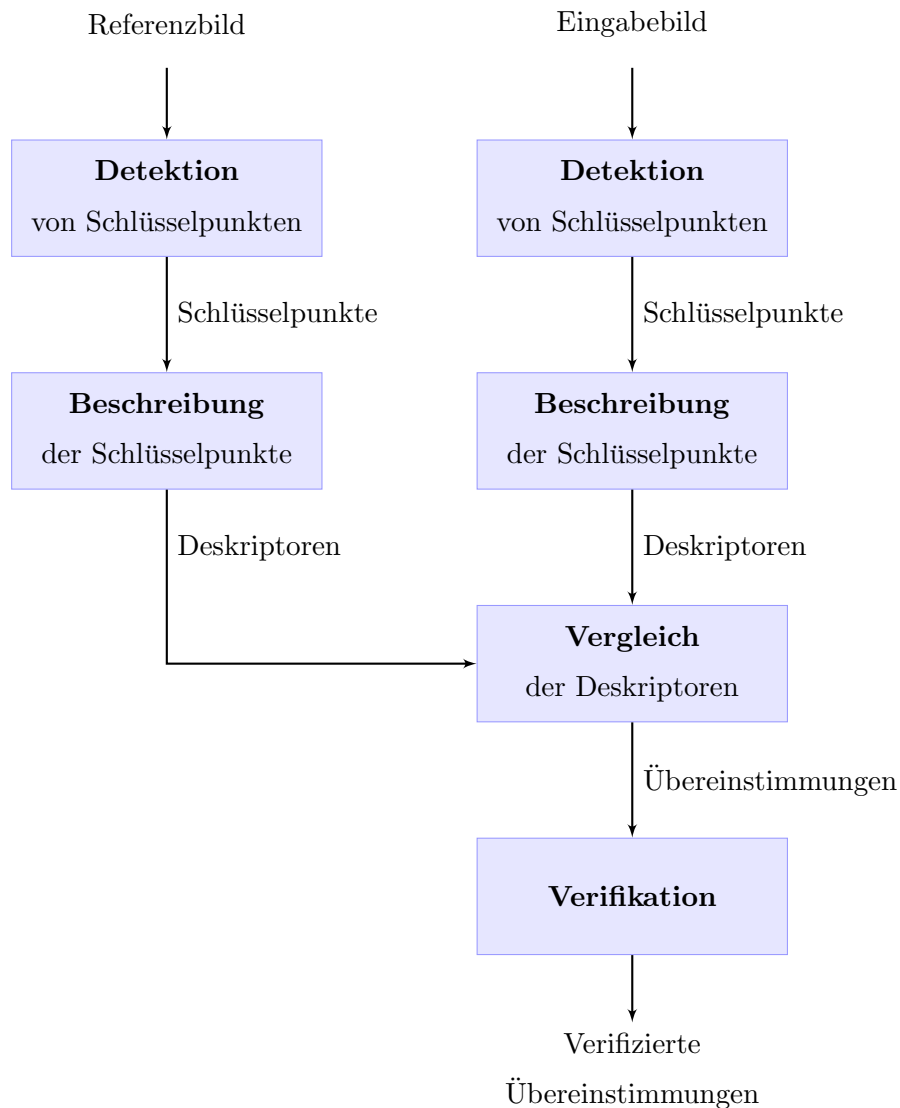 Referenzbild
Eingabebild
Detektion
von Schlüsselpunkten
Detektion
von Schlüsselpunkten
Schlüsselpunkte
Schlüsselpunkte
Beschreibung
der Schlüsselpunkte
Beschreibung
der Schlüsselpunkte
Deskriptoren
Deskriptoren
Vergleich
der Deskriptoren
Übereinstimmungen
Verifikation
Verifizierte
Übereinstimmungen